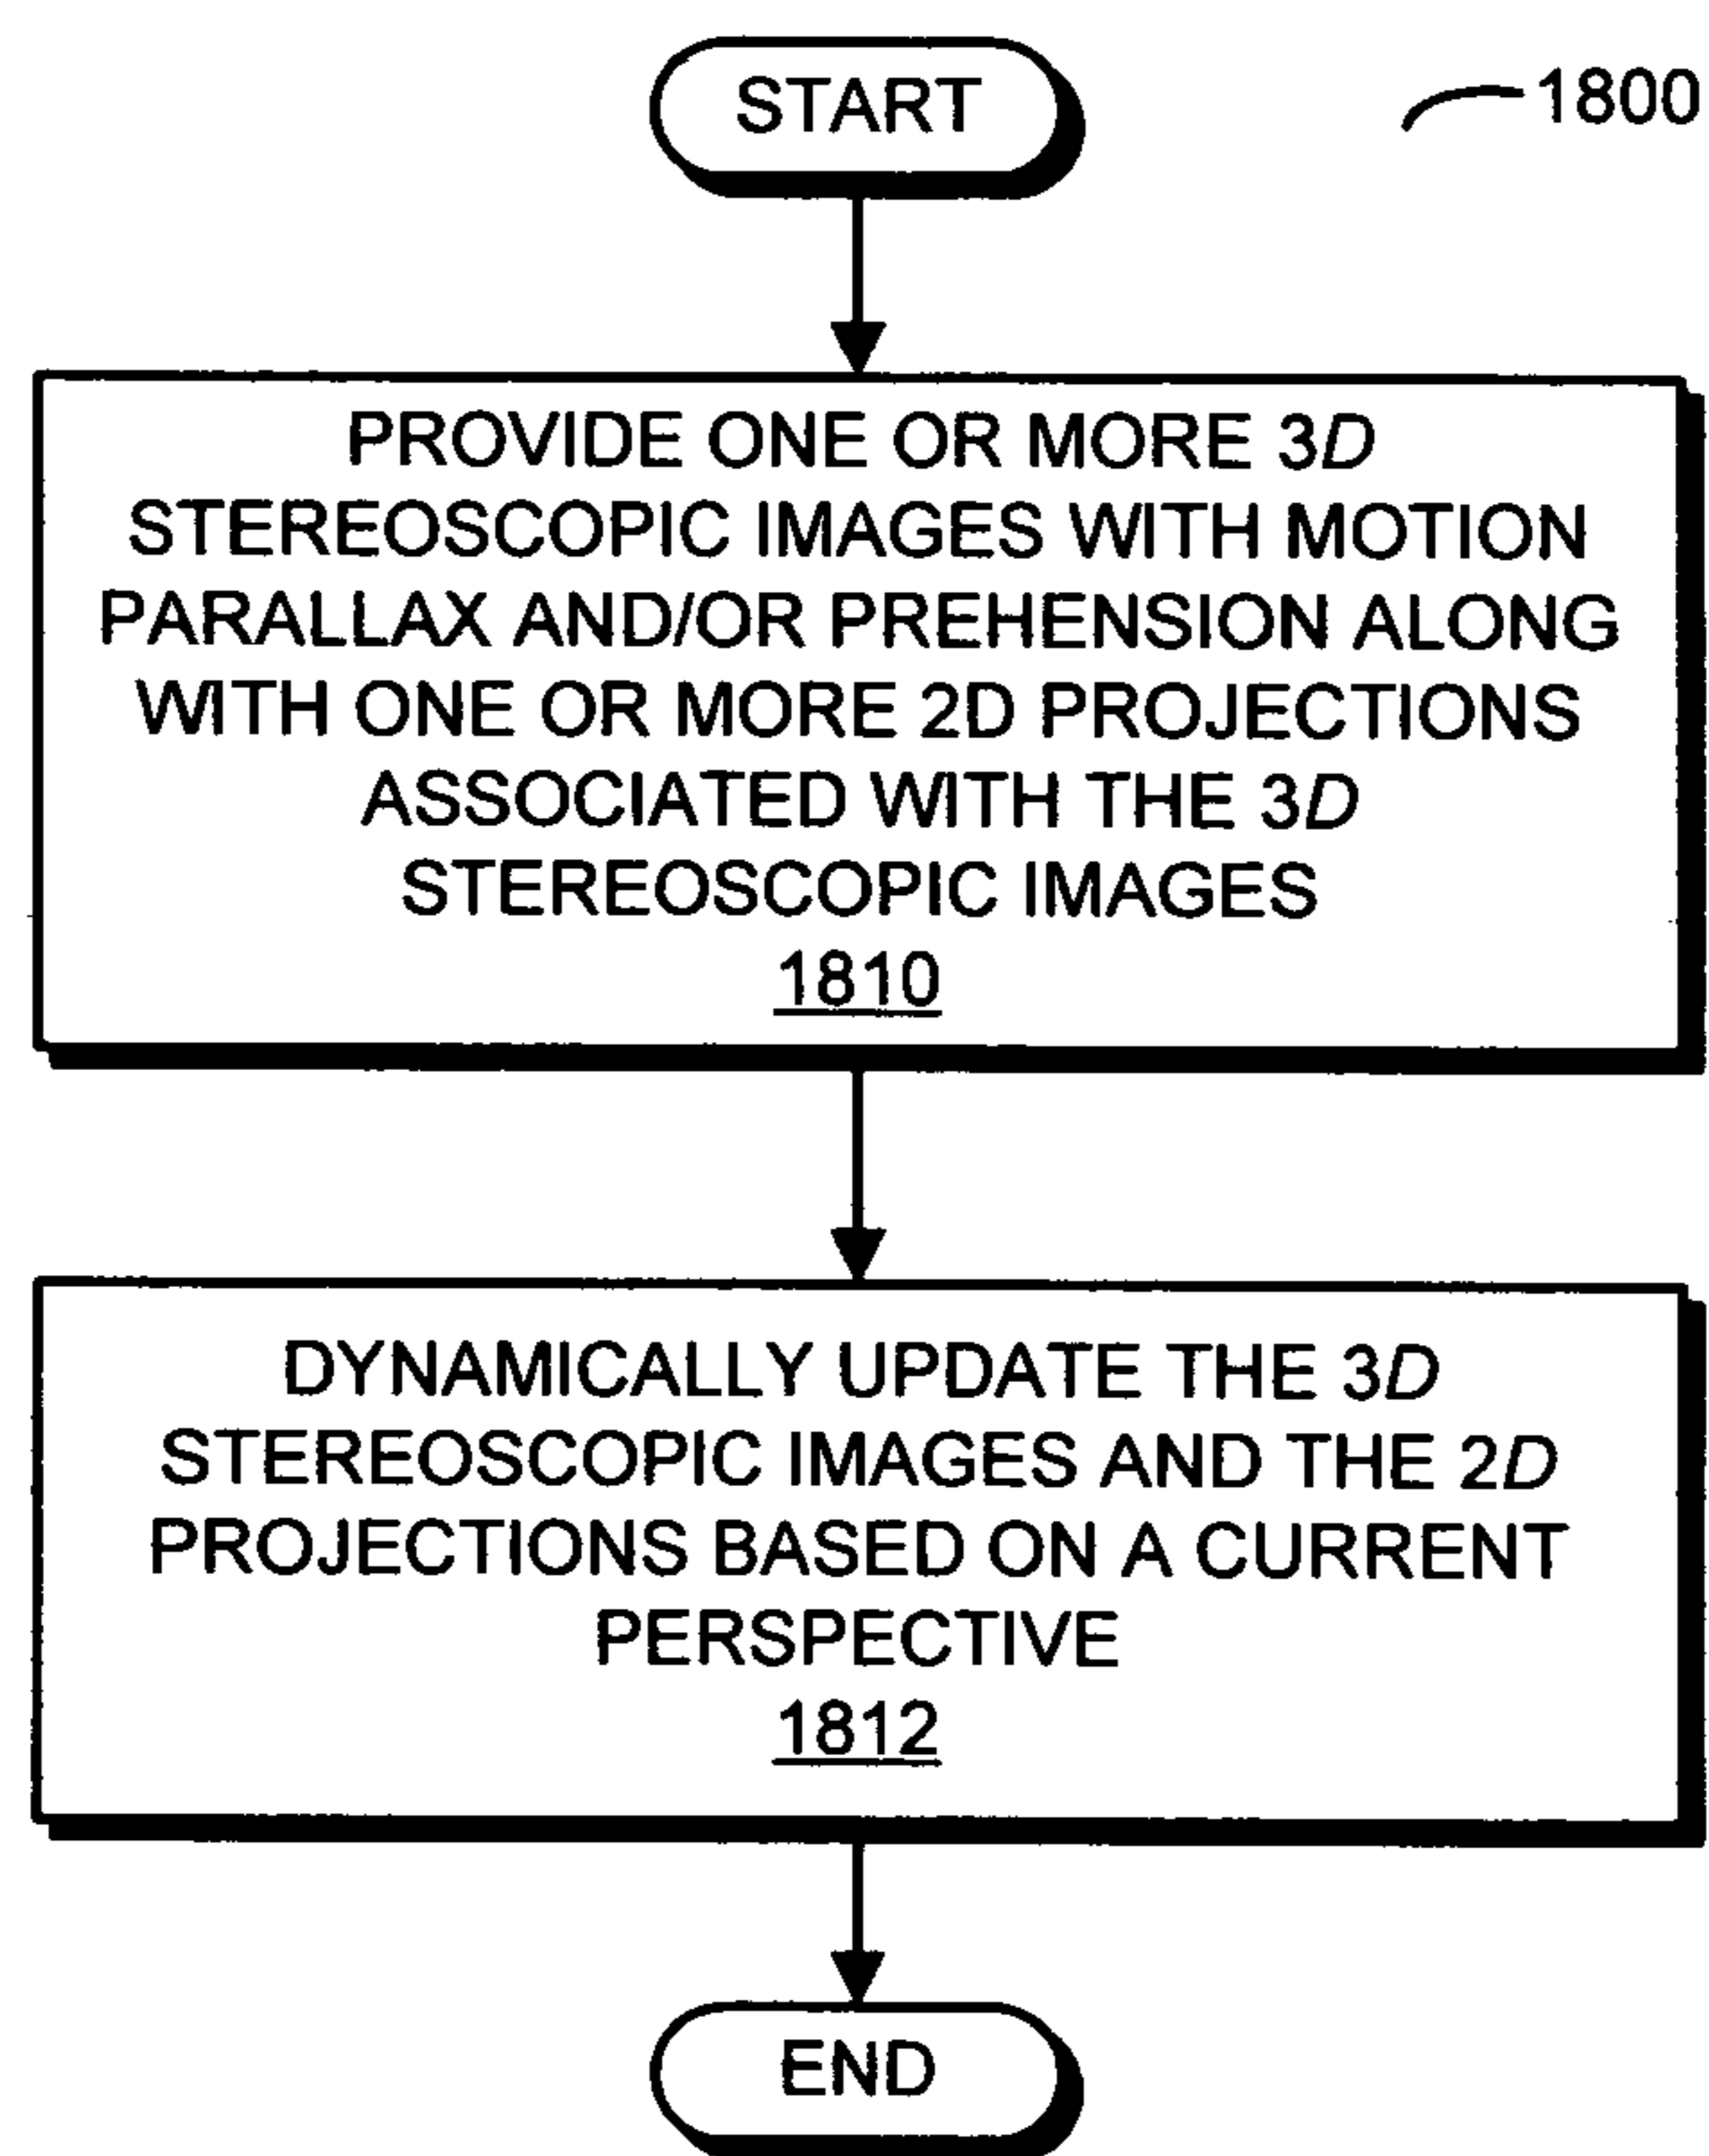 START
1800
PROVIDE ONE OR MORE 3D
STEREOSCOPIC IMAGES WITH MOTION
PARALLAX AND/OR PREHENSION ALONG
WITH ONE OR MORE 2D PROJECTIONS
ASSOCIATED WITH THE 3D
STEREOSCOPIC IMAGES
1810
DYNAMICALLY UPDATE THE 3D
STEREOSCOPIC IMAGES AND THE 2D
PROJECTIONS BASED ON A CURRENT
PERSPECTIVE
1812
END